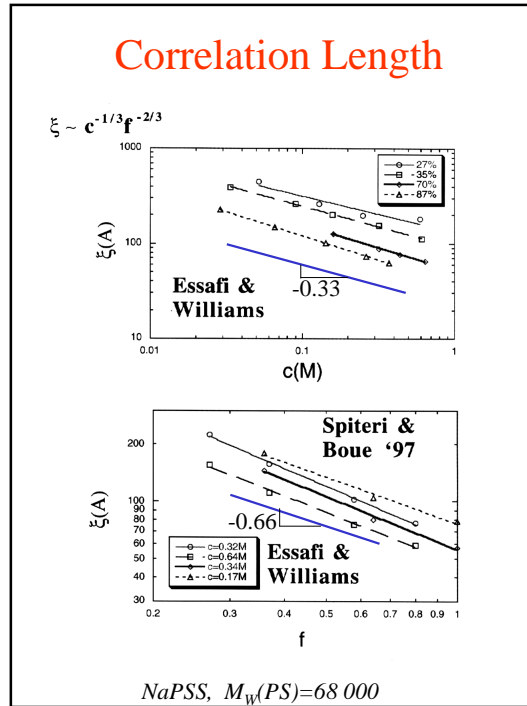 Correlation Length
ξ ~ c^{-1/3}f^{-2/3}
1000
100
10
ξ(A)
27%
35%
70%
87%
Essafi &
Williams
-0.33
0.01
0.1
1
c(M)
200
100
90
80
70
60
50
40
30
ξ(A)
Spiteri &
Boue '97
-0.66
Essafi &
Williams
c=0.32M
c=0.64M
c=0.34M
c=0.17M
0.2
0.3
0.4
0.5
0.6
0.7
0.8
0.9
1
f
NaPSS, M_W(PS)=68 000